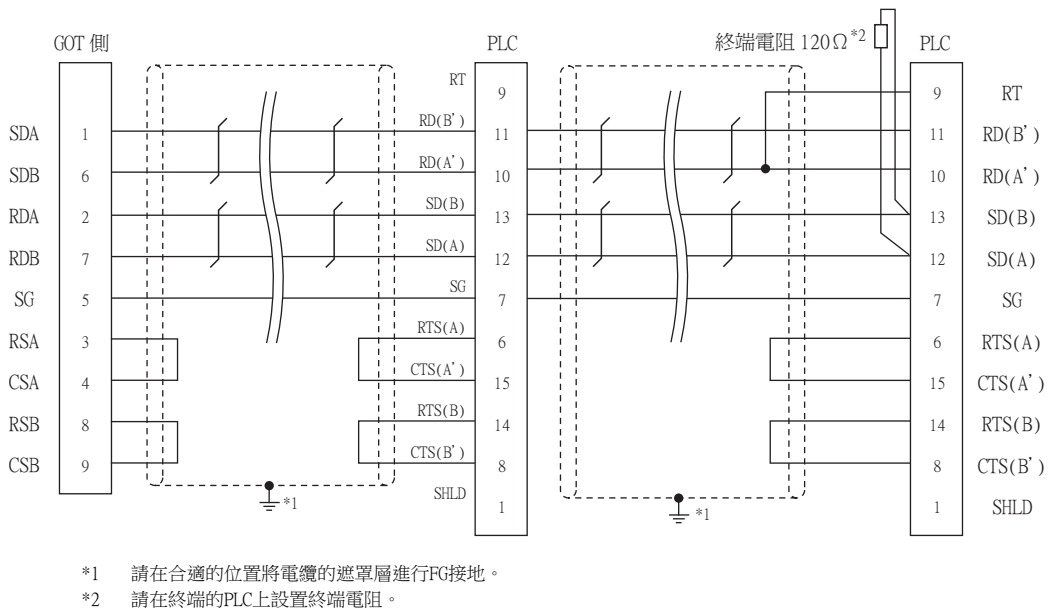 GOT 側 PLC 終端電阻 120Ω*2 PLC
RT 9 9 RT
SDA 1 RD(B') 11 11 RD(B')
SDB 6 RD(A') 10 10 RD(A')
RDA 2 SD(B) 13 13 SD(B)
RDB 7 SD(A) 12 12 SD(A)
SG 5 SG 7 7 SG
RSA 3 RTS(A) 6 6 RTS(A)
CSA 4 CTS(A') 15 15 CTS(A')
RSB 8 RTS(B) 14 14 RTS(B)
CSB 9 CTS(B') 8 8 CTS(B')
*1 SHLD 1 *1 1 SHLD
*1 請在合適的位置將電纜的遮罩層進行FG接地。
*2 請在終端的PLC上設置終端電阻。